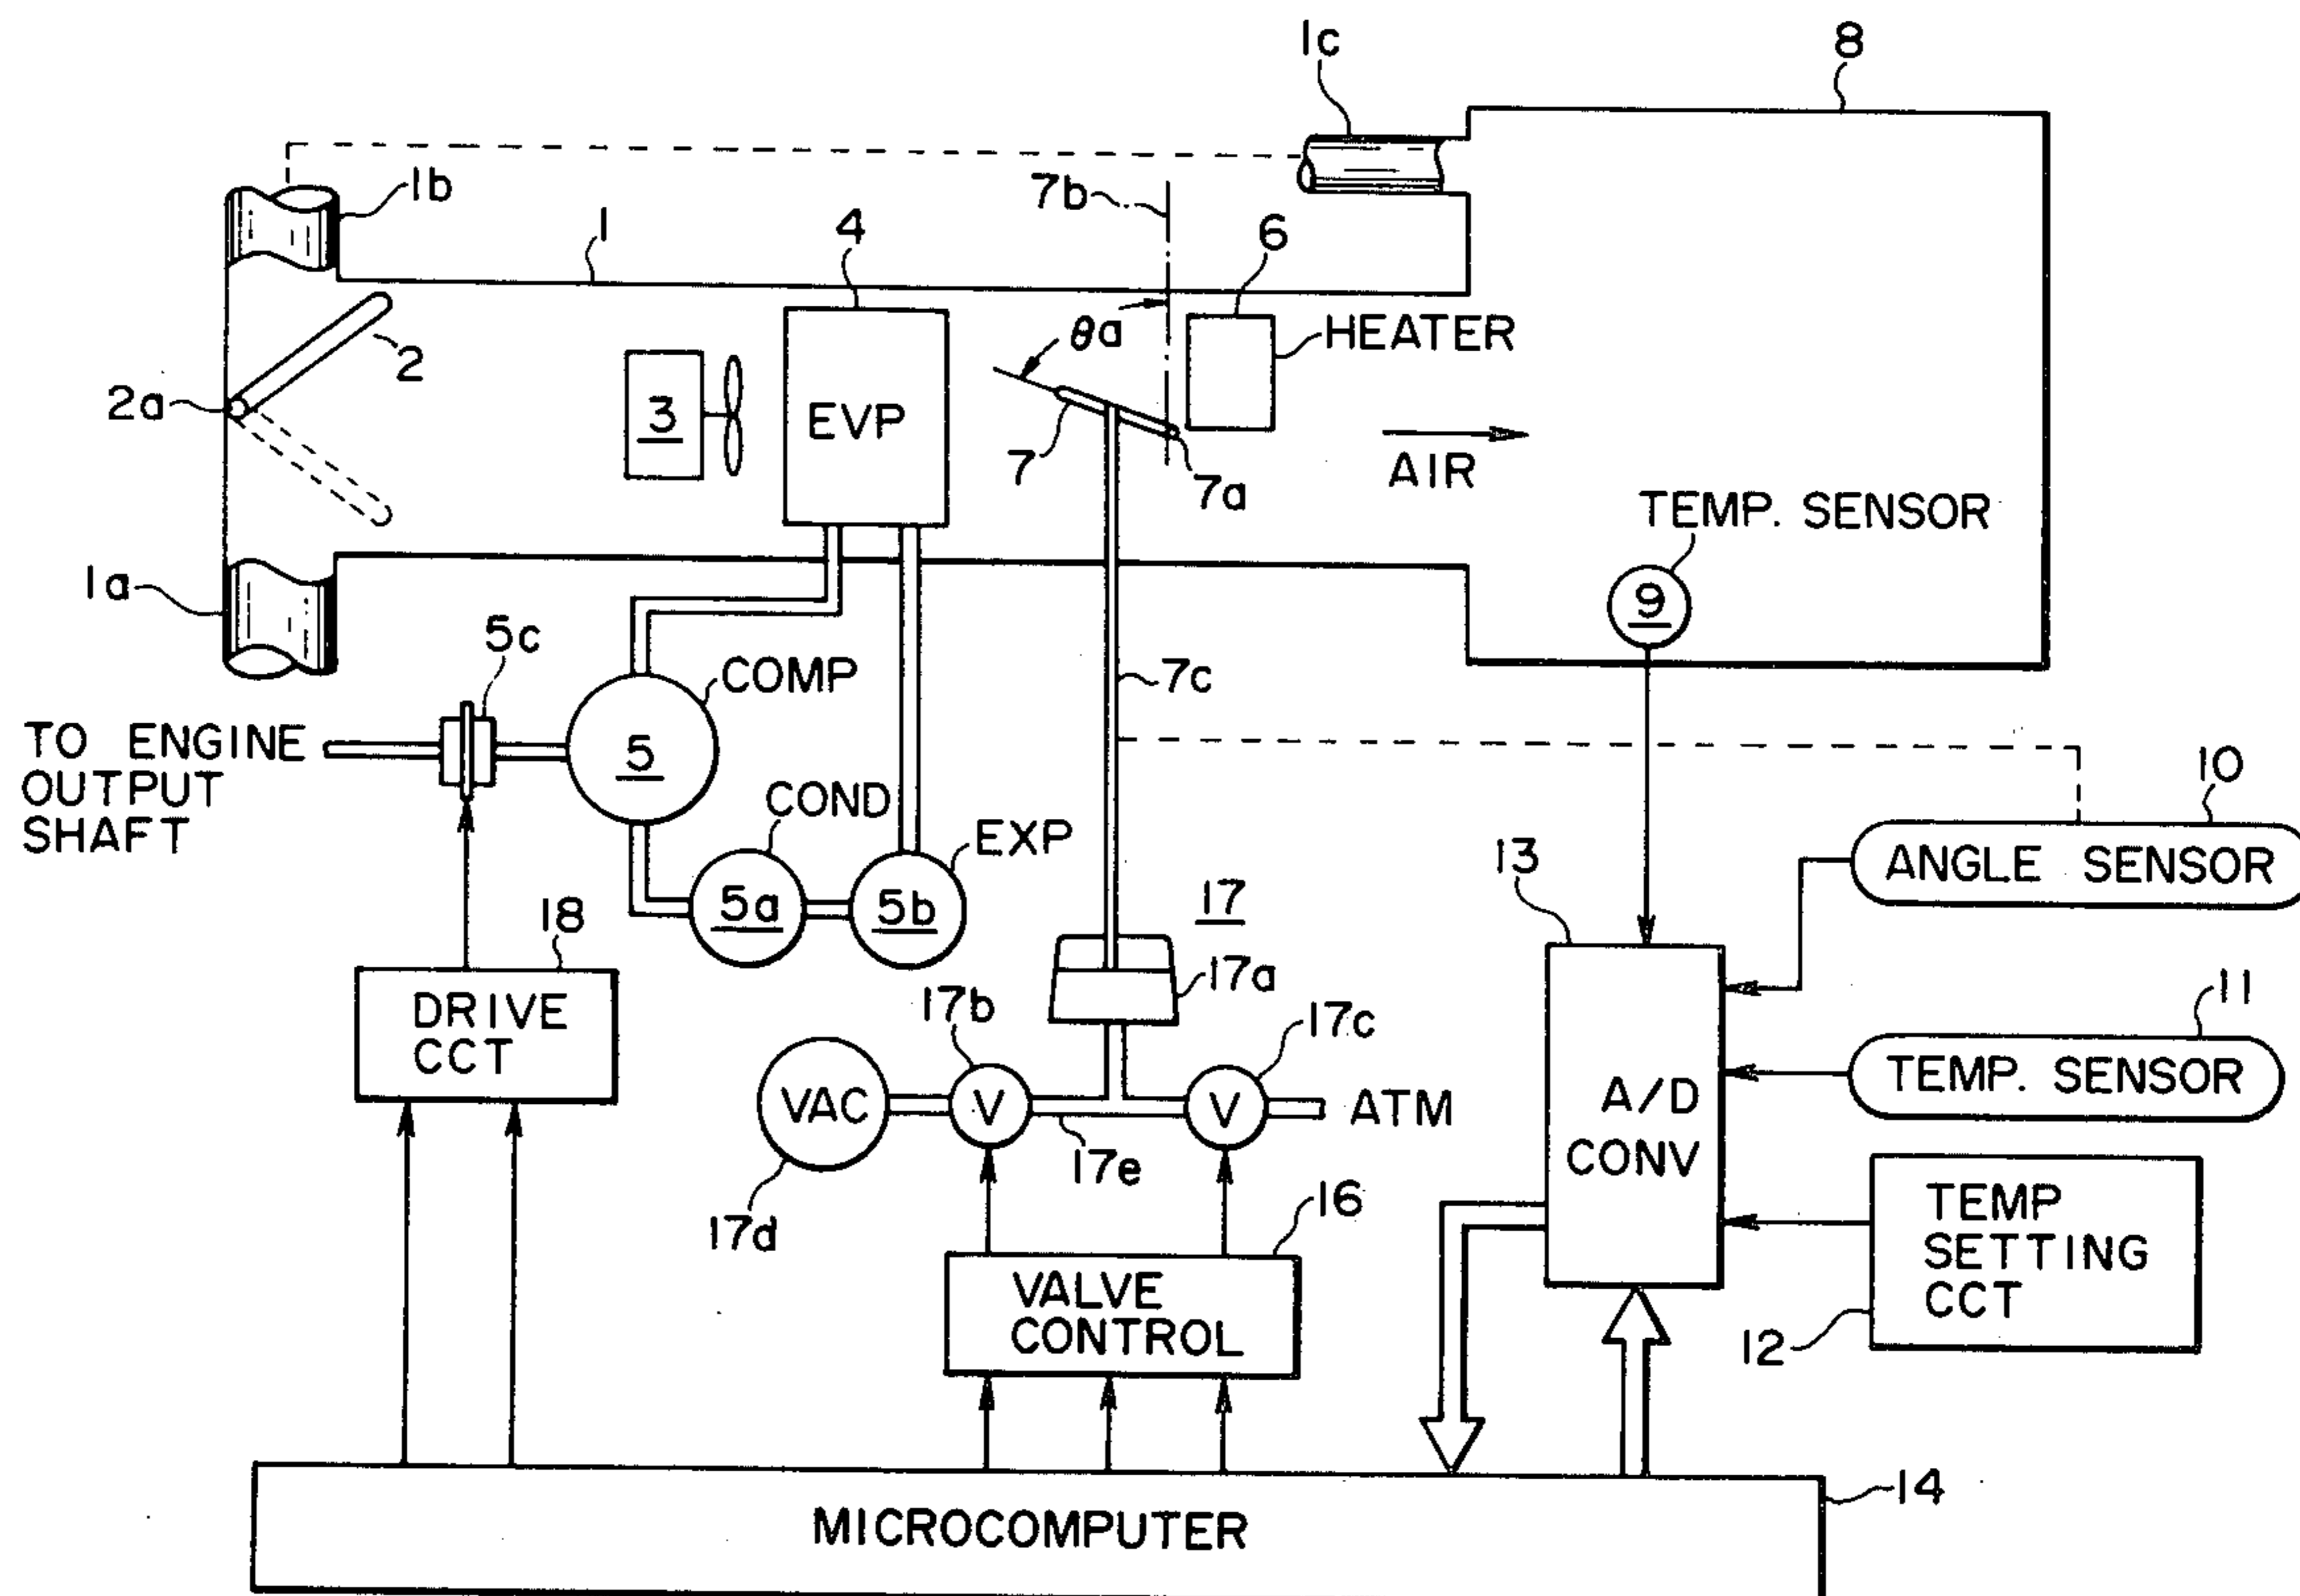 1c
8
1b
7b
1
4
6
θa
HEATER
2
2a
3
EVP
7
7a
AIR
TEMP. SENSOR
1a
9
5c
COMP
7c
TO ENGINE
OUTPUT
SHAFT
5
10
COND
ANGLE SENSOR
EXP
13
5a
5b
17
18
17a
11
DRIVE
CCT
17b
17c
TEMP. SENSOR
VAC
V
V
ATM
A/D
CONV
17e
17d
16
TEMP
SETTING
CCT
VALVE
CONTROL
12
14
MICROCOMPUTER